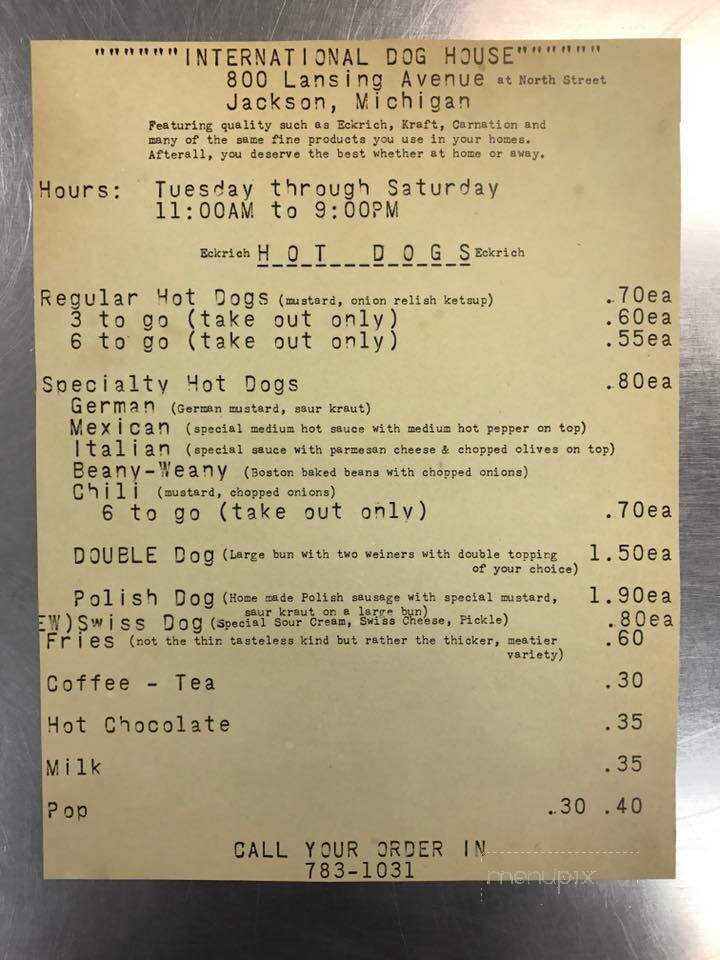 """"""INTERNATIONAL DOG HOUSE""""""
800 Lansing Avenue at North Street
Jackson, Michigan
Featuring quality such as Eckrich, Kraft, Carnation and
many of the same fine products you use in your homes.
Afterall, you deserve the best whether at home or away.
Hours: Tuesday through Saturday
11:00AM to 9:00PM
Eckrich HOT DOGS Eckrich
Regular Hot Dogs (mustard, onion relish ketsup) .70ea
3 to go (take out only) .60ea
6 to go (take out only) .55ea
Specialty Hot Dogs .80ea
German (German mustard, saur kraut)
Mexican (special medium hot sauce with medium hot pepper on top)
Italian (special sauce with parmesan cheese & chopped olives on top)
Beany-Weany (Boston baked beans with chopped onions)
Chili (mustard, chopped onions)
6 to go (take out only) .70ea
DOUBLE Dog (Large bun with two weiners with double topping 1.50ea
of your choice)
Polish Dog (Home made Polish sausage with special mustard, 1.90ea
saur kraut on a large bun)
EW) Swiss Dog (Special Sour Cream, Swiss Cheese, Pickle) .80ea
Fries (not the thin tasteless kind but rather the thicker, meatier .60
variety)
Coffee - Tea .30
Hot Chocolate .35
Milk .35
Pop .30 .40
CALL YOUR ORDER IN
783-1031
menupix